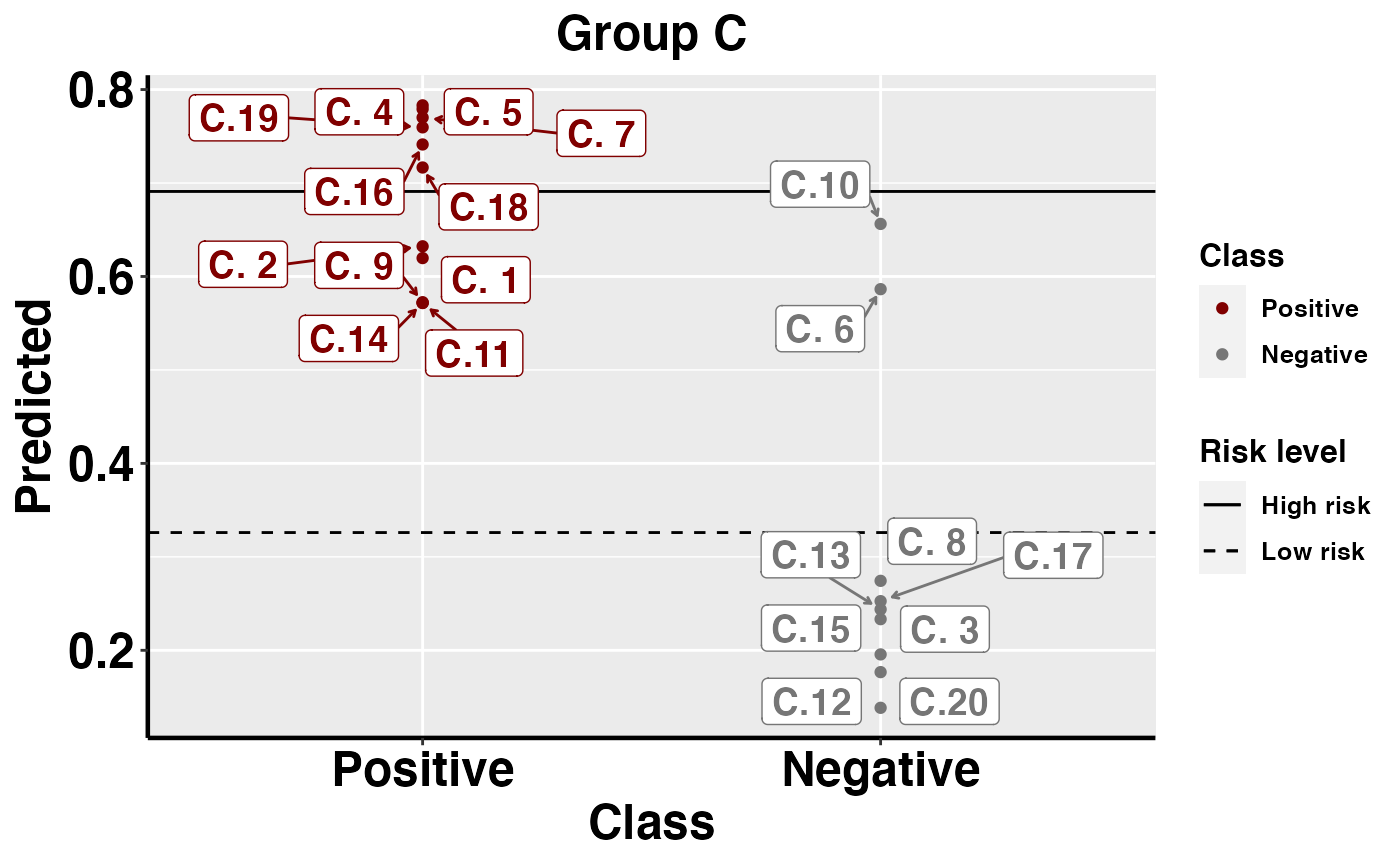 Group C
Predicted
0.8
0.6
0.4
0.2
C.19
C. 4
C. 5
C. 7
C.16
C.18
C. 2
C. 9
C. 1
C.14
C.11
C.10
C. 6
C.13
C. 8
C.17
C.15
C. 3
C.12
C.20
Positive
Negative
Class
Class
Positive
Negative
Risk level
High risk
Low risk